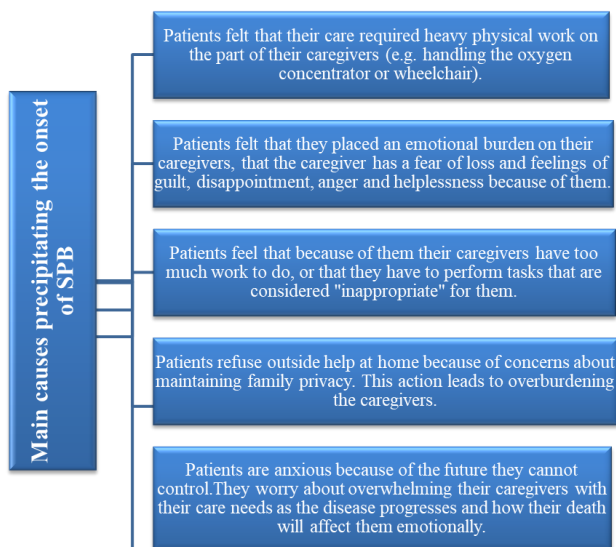 Main causes precipitating the onset
of SPB
Patients felt that their care required heavy physical work on
the part of their caregivers (e.g. handling the oxygen
concentrator or wheelchair).
Patients felt that they placed an emotional burden on their
caregivers, that the caregiver has a fear of loss and feelings of
guilt, disappointment, anger and helplessness because of them.
Patients feel that because of them their caregivers have too
much work to do, or that they have to perform tasks that are
considered "inappropriate" for them.
Patients refuse outside help at home because of concerns about
maintaining family privacy. This action leads to overburdening
the caregivers.
Patients are anxious because of the future they cannot
control.They worry about overwhelming their caregivers with
their care needs as the disease progresses and how their death
will affect them emotionally.